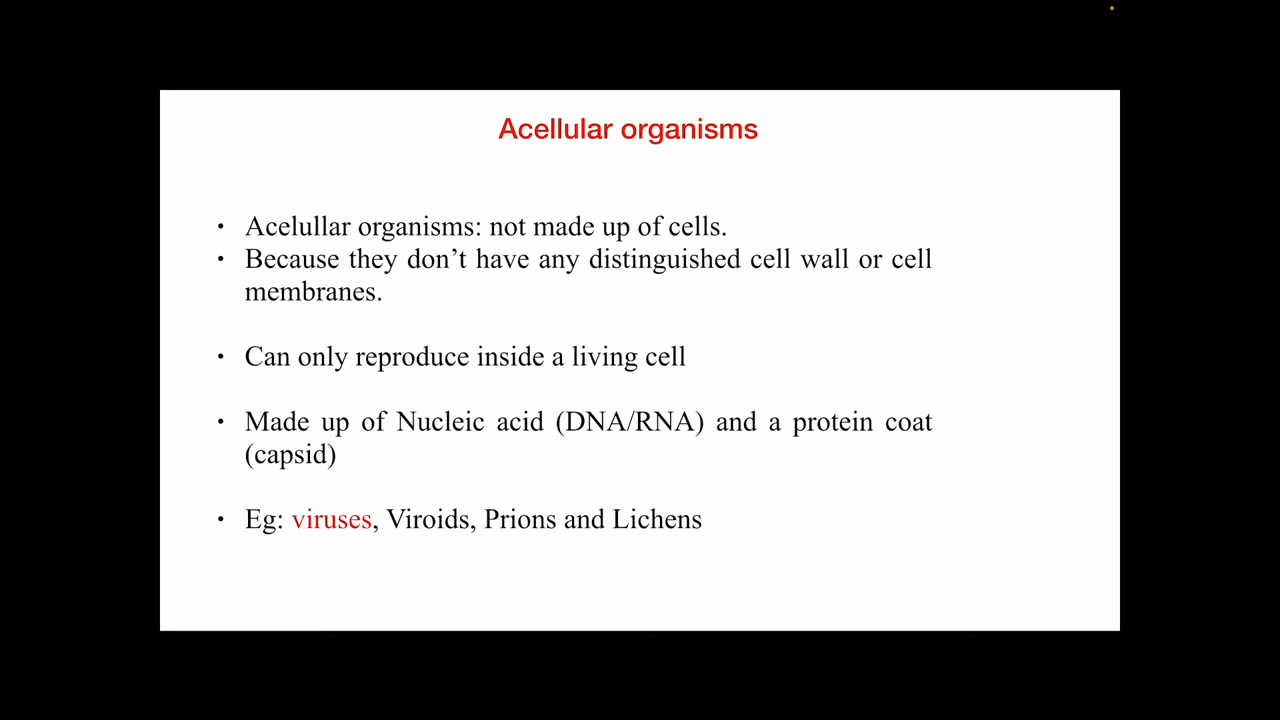 Acellular organisms
• Acelullar organisms: not made up of cells.
• Because they don’t have any distinguished cell wall or cell
membranes.
• Can only reproduce inside a living cell
• Made up of Nucleic acid (DNA/RNA) and a protein coat
(capsid)
• Eg: viruses, Viroids, Prions and Lichens